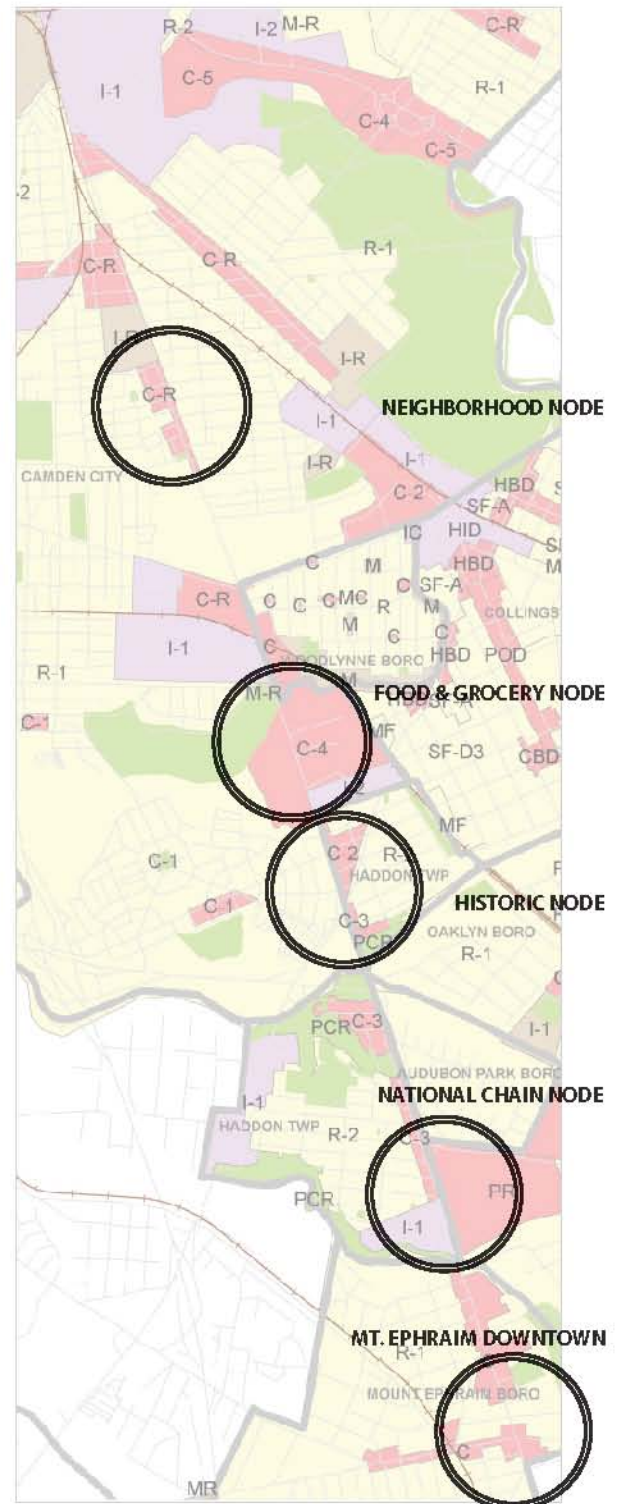 R-2
I-2
M-R
C-R
C-5
I-1
R-1
C-4
C-5
-2
R-1
C-R
C-R
I-R
I-R
C-R
NEIGHBORHOOD NODE
I-1
I-1
I-R
CAMDEN CITY
C-2
HBD
S
SF-A
IC
HID
C
M
HBD
S
M
C
SF-A
C-R
C
C
C
MC
R
M
COLLINGS
M
C
C
I-1
C
WOODLYNNE BORO
HBD
POD
R-1
M
M-R
FOOD & GROCERY NODE
C-1
MF
C-4
SF-D3
CBD
MF
C-2
R-
C-1
HADDON TWP
C-1
HISTORIC NODE
C-3
OAKLYN BORO
PCR
R-1
PCR
C-3
I-1
AUDUBON PARK BORO
I-1
NATIONAL CHAIN NODE
HADDON TWP
R-2
C-3
PCR
PR
I-1
MT. EPHRAIM DOWNTOWN
R-1
MOUNT EPHRAIM BORO
C
MR